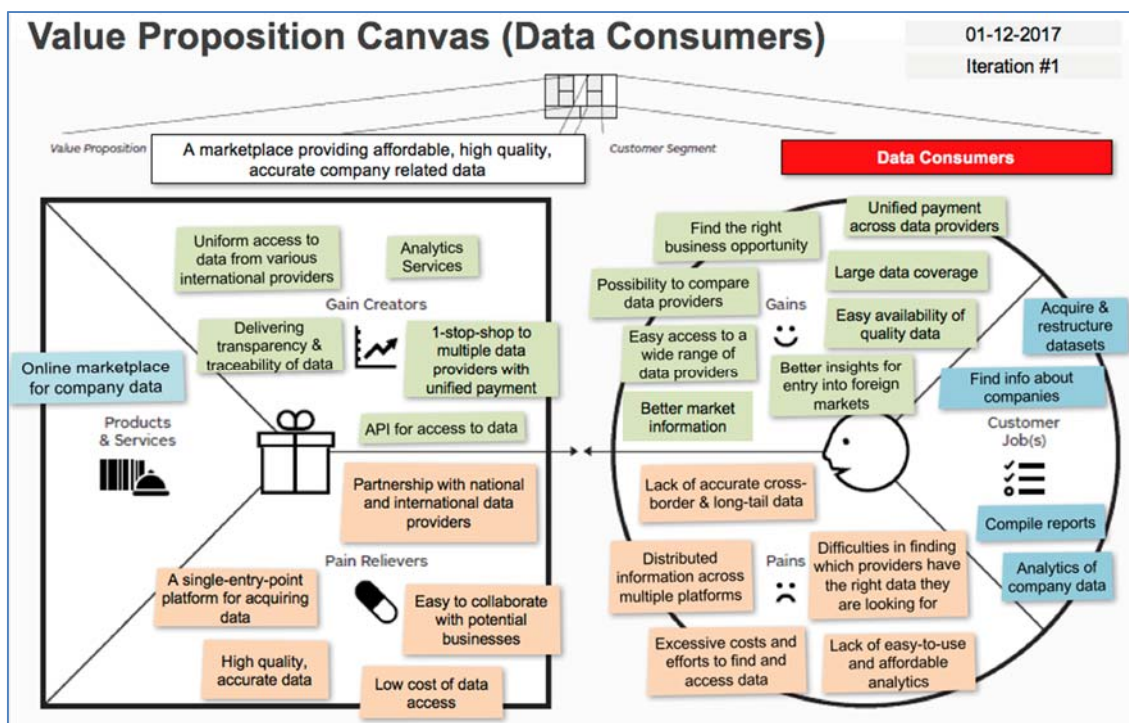 Value Proposition Canvas (Data Consumers)
01-12-2017
Iteration #1
Value Proposition
A marketplace providing affordable, high quality,
accurate company related data
Customer Segment
Data Consumers
Uniform access to
data from various
international providers
Analytics
Services
Gain Creators
Delivering
transparency &
traceability of data
1-stop-shop to
multiple data
providers with
unified payment
Online marketplace
for company data
Products
& Services
API for access to data
Partnership with national
and international data
providers
Pain Relievers
A single-entry-point
platform for acquiring
data
Easy to collaborate
with potential
businesses
High quality,
accurate data
Low cost of data
access
Find the right
business opportunity
Unified payment
across data providers
Possibility to compare
data providers
Gains
Large data coverage
Easy access to a
wide range of
data providers
Easy availability of
quality data
Better insights for
entry into foreign
markets
Better market
information
Acquire &
restructure
datasets
Find info about
companies
Customer
Job(s)
Compile reports
Analytics of
company data
Lack of accurate cross-
border & long-tail data
Distributed
information across
multiple platforms
Pains
Difficulties in finding
which providers have
the right data they
are looking for
Excessive costs and
efforts to find and
access data
Lack of easy-to-use
and affordable
analytics